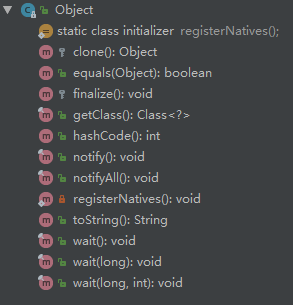 Object
static class initializer registerNatives();
clone(): Object
equals(Object): boolean
finalize(): void
getClass(): Class<?>
hashCode(): int
notify(): void
notifyAll(): void
registerNatives(): void
toString(): String
wait(): void
wait(long): void
wait(long, int): void